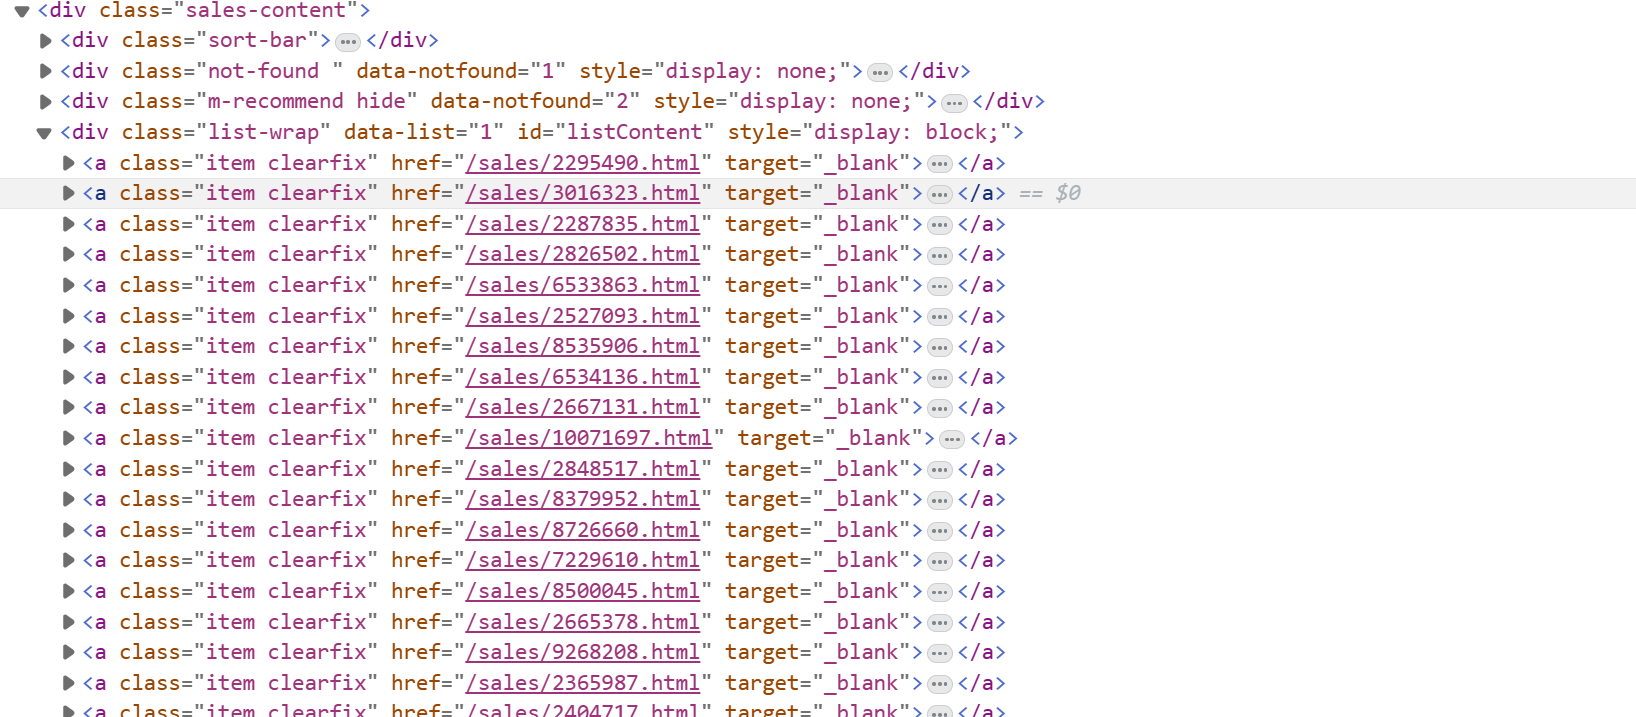 <div class="sales-content">
<div class="sort-bar"> ••• </div>
<div class="not-found " data-notfound="1" style="display: none;"> ••• </div>
<div class="m-recommend hide" data-notfound="2" style="display: none;"> ••• </div>
<div class="list-wrap" data-list="1" id="listContent" style="display: block;">
<a class="item clearfix" href="/sales/2295490.html" target="_blank"> ••• </a>
<a class="item clearfix" href="/sales/3016323.html" target="_blank"> ••• </a> == $0
<a class="item clearfix" href="/sales/2287835.html" target="_blank"> ••• </a>
<a class="item clearfix" href="/sales/2826502.html" target="_blank"> ••• </a>
<a class="item clearfix" href="/sales/6533863.html" target="_blank"> ••• </a>
<a class="item clearfix" href="/sales/2527093.html" target="_blank"> ••• </a>
<a class="item clearfix" href="/sales/8535906.html" target="_blank"> ••• </a>
<a class="item clearfix" href="/sales/6534136.html" target="_blank"> ••• </a>
<a class="item clearfix" href="/sales/2667131.html" target="_blank"> ••• </a>
<a class="item clearfix" href="/sales/10071697.html" target="_blank"> ••• </a>
<a class="item clearfix" href="/sales/2848517.html" target="_blank"> ••• </a>
<a class="item clearfix" href="/sales/8379952.html" target="_blank"> ••• </a>
<a class="item clearfix" href="/sales/8726660.html" target="_blank"> ••• </a>
<a class="item clearfix" href="/sales/7229610.html" target="_blank"> ••• </a>
<a class="item clearfix" href="/sales/8500045.html" target="_blank"> ••• </a>
<a class="item clearfix" href="/sales/2665378.html" target="_blank"> ••• </a>
<a class="item clearfix" href="/sales/9268208.html" target="_blank"> ••• </a>
<a class="item clearfix" href="/sales/2365987.html" target="_blank"> ••• </a>
<a class="item clearfix" href="/sales/2404717.html" target="_blank"> ••• </a>